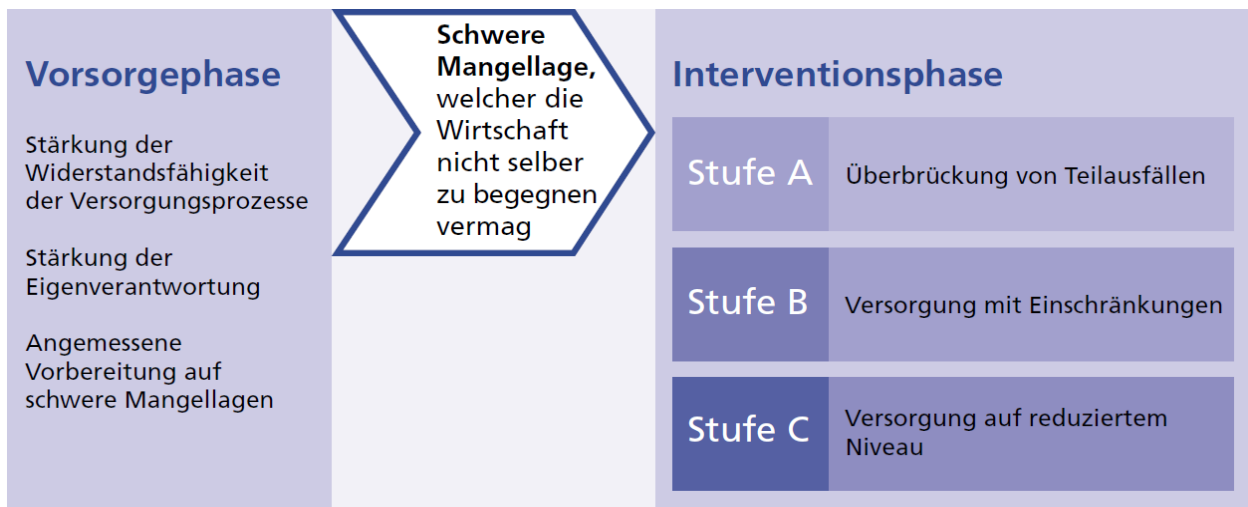 Vorsorgephase
Stärkung der
Widerstandsfähigkeit
der Versorgungsprozesse
Stärkung der
Eigenverantwortung
Angemessene
Vorbereitung auf
schwere Mangellagen
Schwere
Mangellage,
welcher die
Wirtschaft
nicht selber
zu begegnen
vermag
Interventionsphase
Stufe A
Überbrückung von Teilausfällen
Stufe B
Versorgung mit Einschränkungen
Stufe C
Versorgung auf reduziertem
Niveau